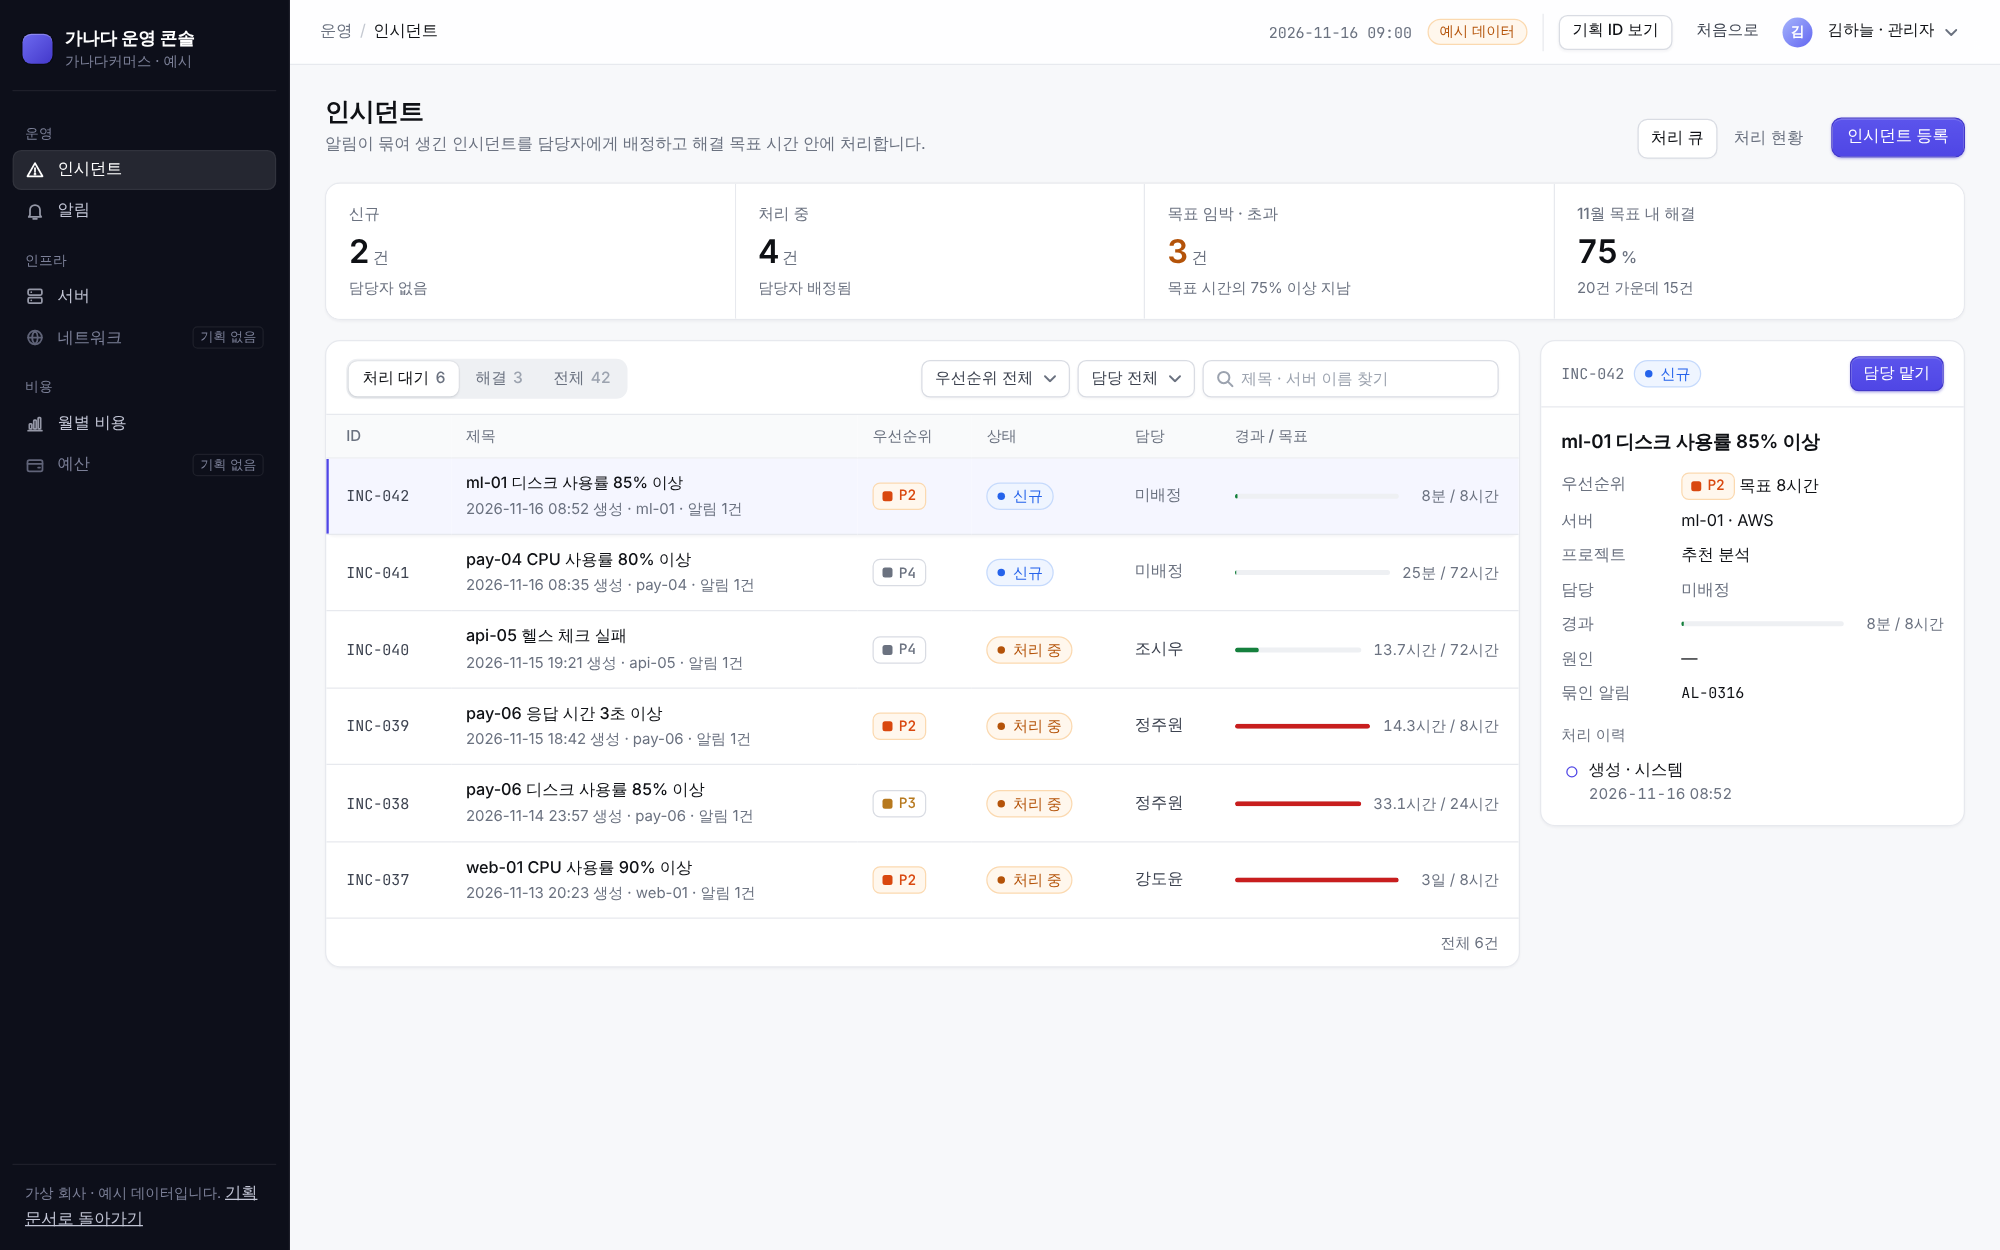 가나다 운영 콘솔
가나다커머스 · 예시
운영
인시던트
알림
인프라
서버
네트워크 기획 없음
비용
월별 비용
예산 기획 없음
가상 회사 · 예시 데이터입니다. 기획
문서로 돌아가기
운영 / 인시던트
2026-11-16 09:00 예시 데이터 기획 ID 보기 처음으로 김 김하늘 · 관리자
인시던트
알림이 묶여 생긴 인시던트를 담당자에게 배정하고 해결 목표 시간 안에 처리합니다.
처리 큐 처리 현황 인시던트 등록
신규
2 건
담당자 없음
처리 중
4 건
담당자 배정됨
목표 임박 · 초과
3 건
목표 시간의 75% 이상 지남
11월 목표 내 해결
75 %
20건 가운데 15건
처리 대기 6 해결 3 전체 42 우선순위 전체 담당 전체 제목 · 서버 이름 찾기
ID 제목 우선순위 상태 담당 경과 / 목표
INC-042 ml-01 디스크 사용률 85% 이상 P2 신규 미배정 8분 / 8시간
2026-11-16 08:52 생성 · ml-01 · 알림 1건
INC-041 pay-04 CPU 사용률 80% 이상 P4 신규 미배정 25분 / 72시간
2026-11-16 08:35 생성 · pay-04 · 알림 1건
INC-040 api-05 헬스 체크 실패 P4 처리 중 조시우 13.7시간 / 72시간
2026-11-15 19:21 생성 · api-05 · 알림 1건
INC-039 pay-06 응답 시간 3초 이상 P2 처리 중 정주원 14.3시간 / 8시간
2026-11-15 18:42 생성 · pay-06 · 알림 1건
INC-038 pay-06 디스크 사용률 85% 이상 P3 처리 중 정주원 33.1시간 / 24시간
2026-11-14 23:57 생성 · pay-06 · 알림 1건
INC-037 web-01 CPU 사용률 90% 이상 P2 처리 중 강도윤 3일 / 8시간
2026-11-13 20:23 생성 · web-01 · 알림 1건
전체 6건
INC-042 신규 담당 맡기
ml-01 디스크 사용률 85% 이상
우선순위 P2 목표 8시간
서버 ml-01 · AWS
프로젝트 추천 분석
담당 미배정
경과 8분 / 8시간
원인 —
묶인 알림 AL-0316
처리 이력
생성 · 시스템
2026-11-16 08:52